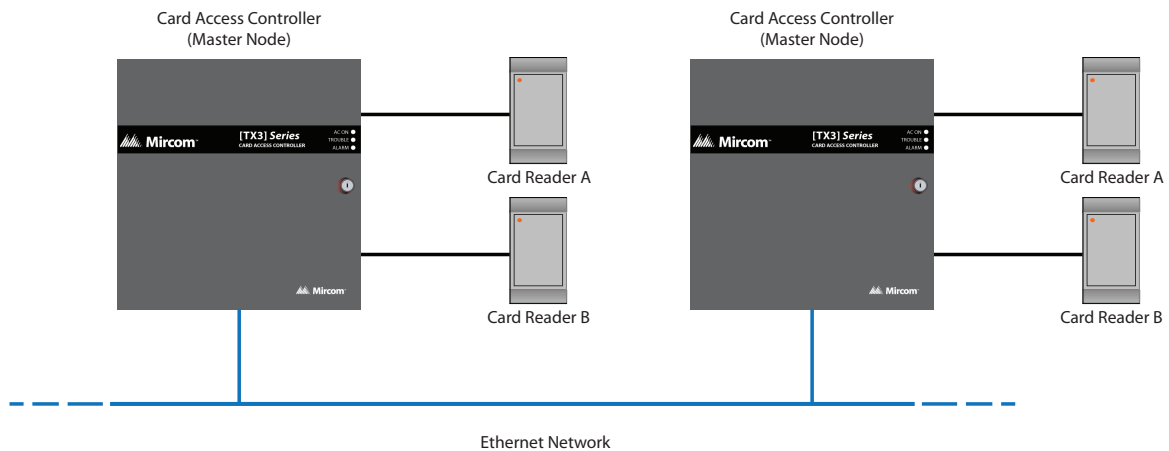 Card Access Controller
(Master Node)
Card Access Controller
(Master Node)
Mircom
[TX3] Series
CARD ACCESS CONTROLLER
AC ON
TROUBLE
ALARM
Mircom
Card Reader A
Card Reader B
Mircom
[TX3] Series
CARD ACCESS CONTROLLER
AC ON
TROUBLE
ALARM
Mircom
Card Reader A
Card Reader B
Ethernet Network